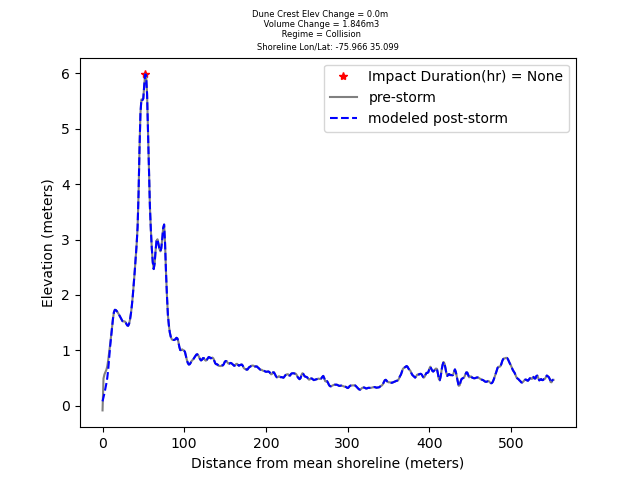 Dune Crest Elev Change = 0.0m
Volume Change = 1.846m3
Regime = Collision
Shoreline Lon/Lat: -75.966 35.099
Impact Duration(hr) = None
pre-storm
modeled post-storm
Elevation (meters)
6
5
4
3
2
1
0
0 100 200 300 400 500
Distance from mean shoreline (meters)